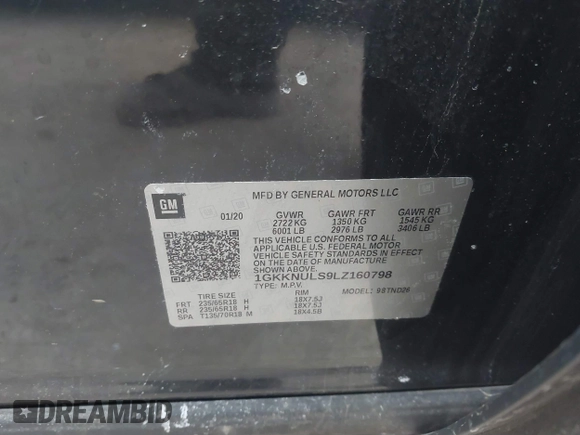 GM
MFD BY GENERAL MOTORS LLC
01/20 GVWR GAWR FRT GAWR RR
2722 KG 1350 KG 1545 KG
6001 LB 2976 LB 3406 LB
THIS VEHICLE CONFORMS TO ALL
APPLICABLE U.S. FEDERAL MOTOR
VEHICLE SAFETY STANDARDS IN EFFECT
ON THE DATE OF MANUFACTURE
SHOWN ABOVE.
1GKKNULS9LZ160798
TYPE: M.P.V. MODEL:
TIRE SIZE RIM
FRT 235/65R18 H 18X7.5J
RR 235/65R18 H 18X7.5J
SPA T135/70R18 M 18X4.5B
DREAMBID